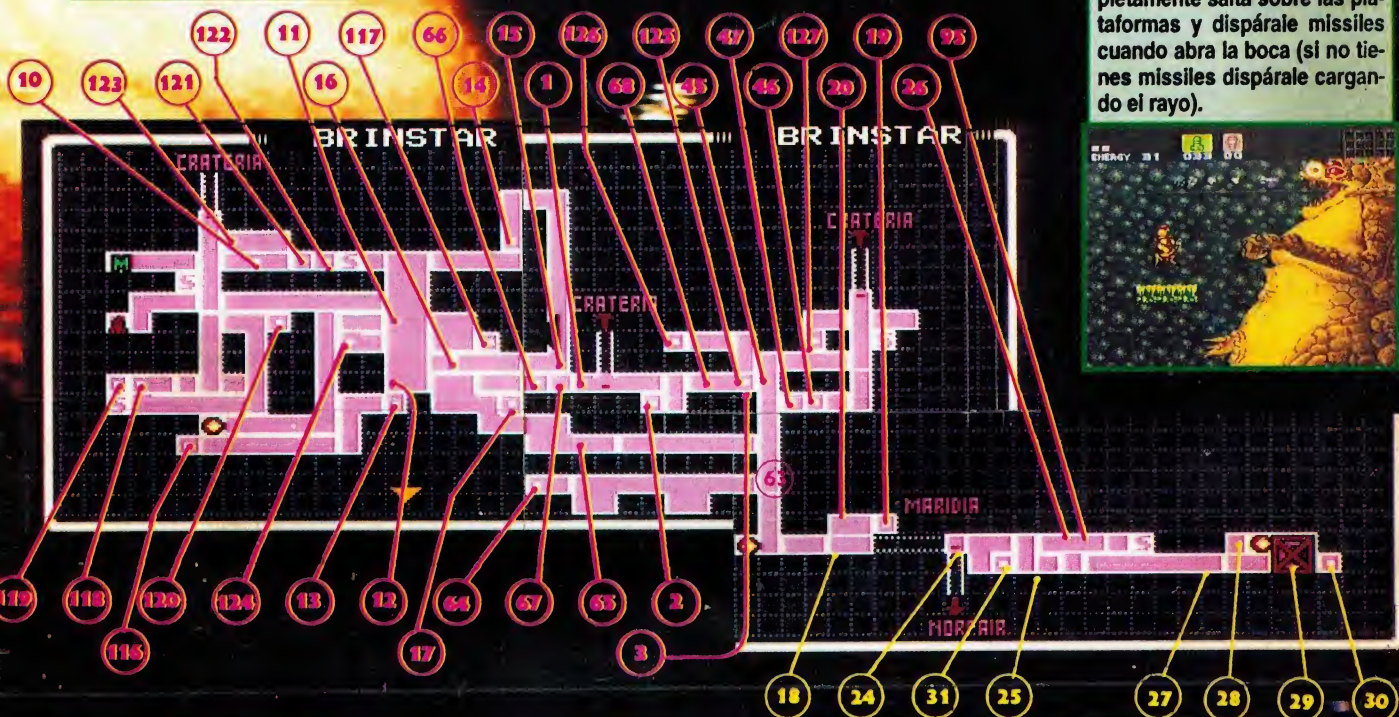 pletamente salta sobre las pla-
taformas y dispárale missiles
cuando abra la boca (si no tie-
nes missiles dispárale cargan-
do el rayo).
122 11 117 66 15 126 125 47 127 19 95
10 123 121 16 14 1 68 45 46 20 26
BRINSTAR BRINSTAR
CRATERIA
CRATERIA
CRATERIA
M
S
S
S
S
S
63
MARIDIA
S
NORFAIR
ENERGY 31 033 00
119 118 120 124 13 12 64 67 65 2
116 17 3
18 24 31 25 27 28 29 30